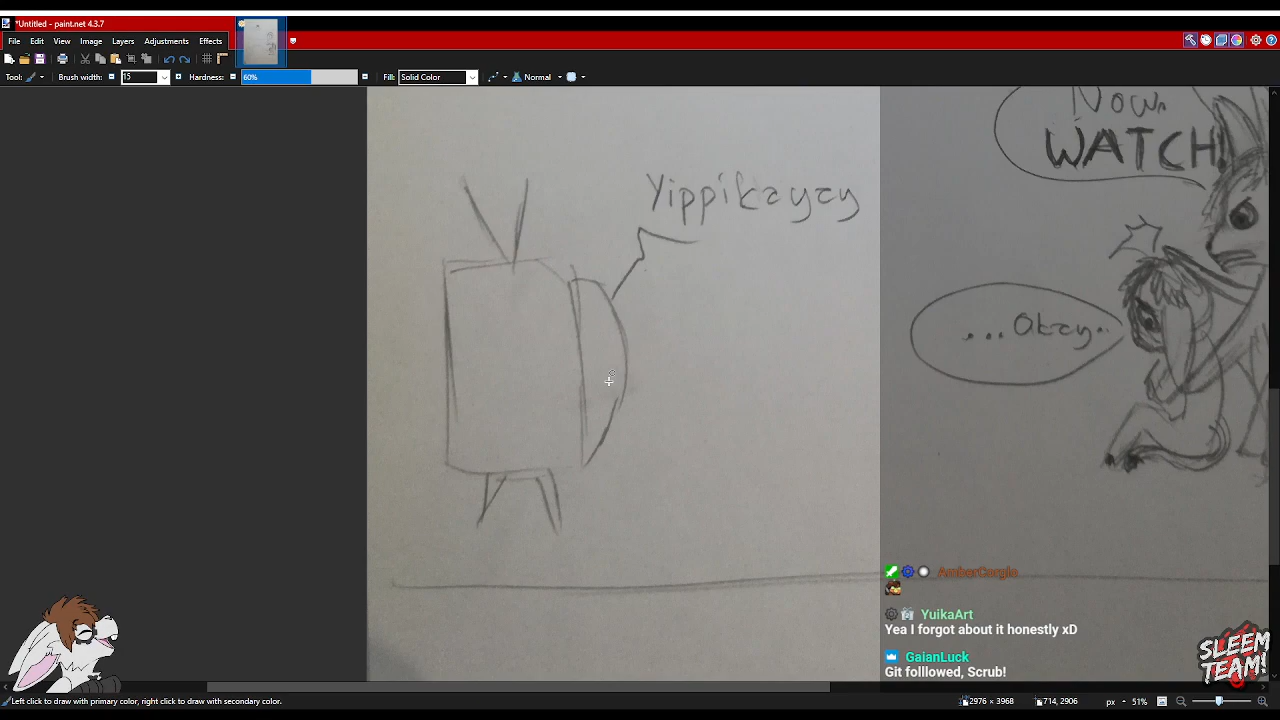 *Untitled - paint.net 4.3.7
File Edit View Image Layers Adjustments Effects
Tool: Brush width: 15 Hardness: 60% Fill: Solid Color Normal
Now.
WATCH!
Yippikayay
...Okay.
AmberCorgie
YuikaArt
Yea I forgot about it honestly xD
GaianLuck
Git folllowed, Scrub!
SLEEM
TEAM!
Left click to draw with primary color, right click to draw with secondary color.
2976 × 3968 714, 2906 px 51%